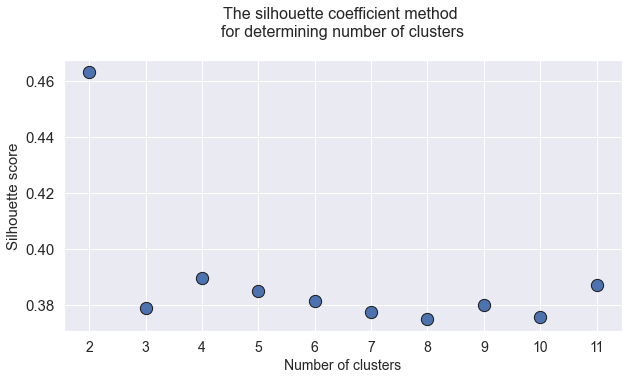 The silhouette coefficient method
for determining number of clusters
0.46
0.44
0.42
0.40
0.38
Silhouette score
2 3 4 5 6 7 8 9 10 11
Number of clusters